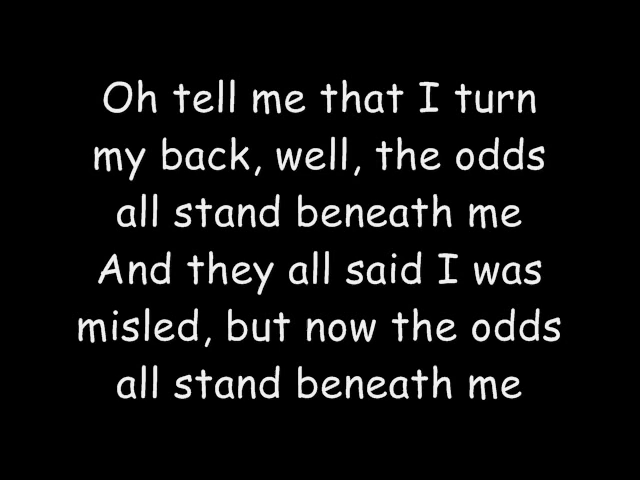 Oh tell me that I turn
my back, well, the odds
all stand beneath me
And they all said I was
misled, but now the odds
all stand beneath me